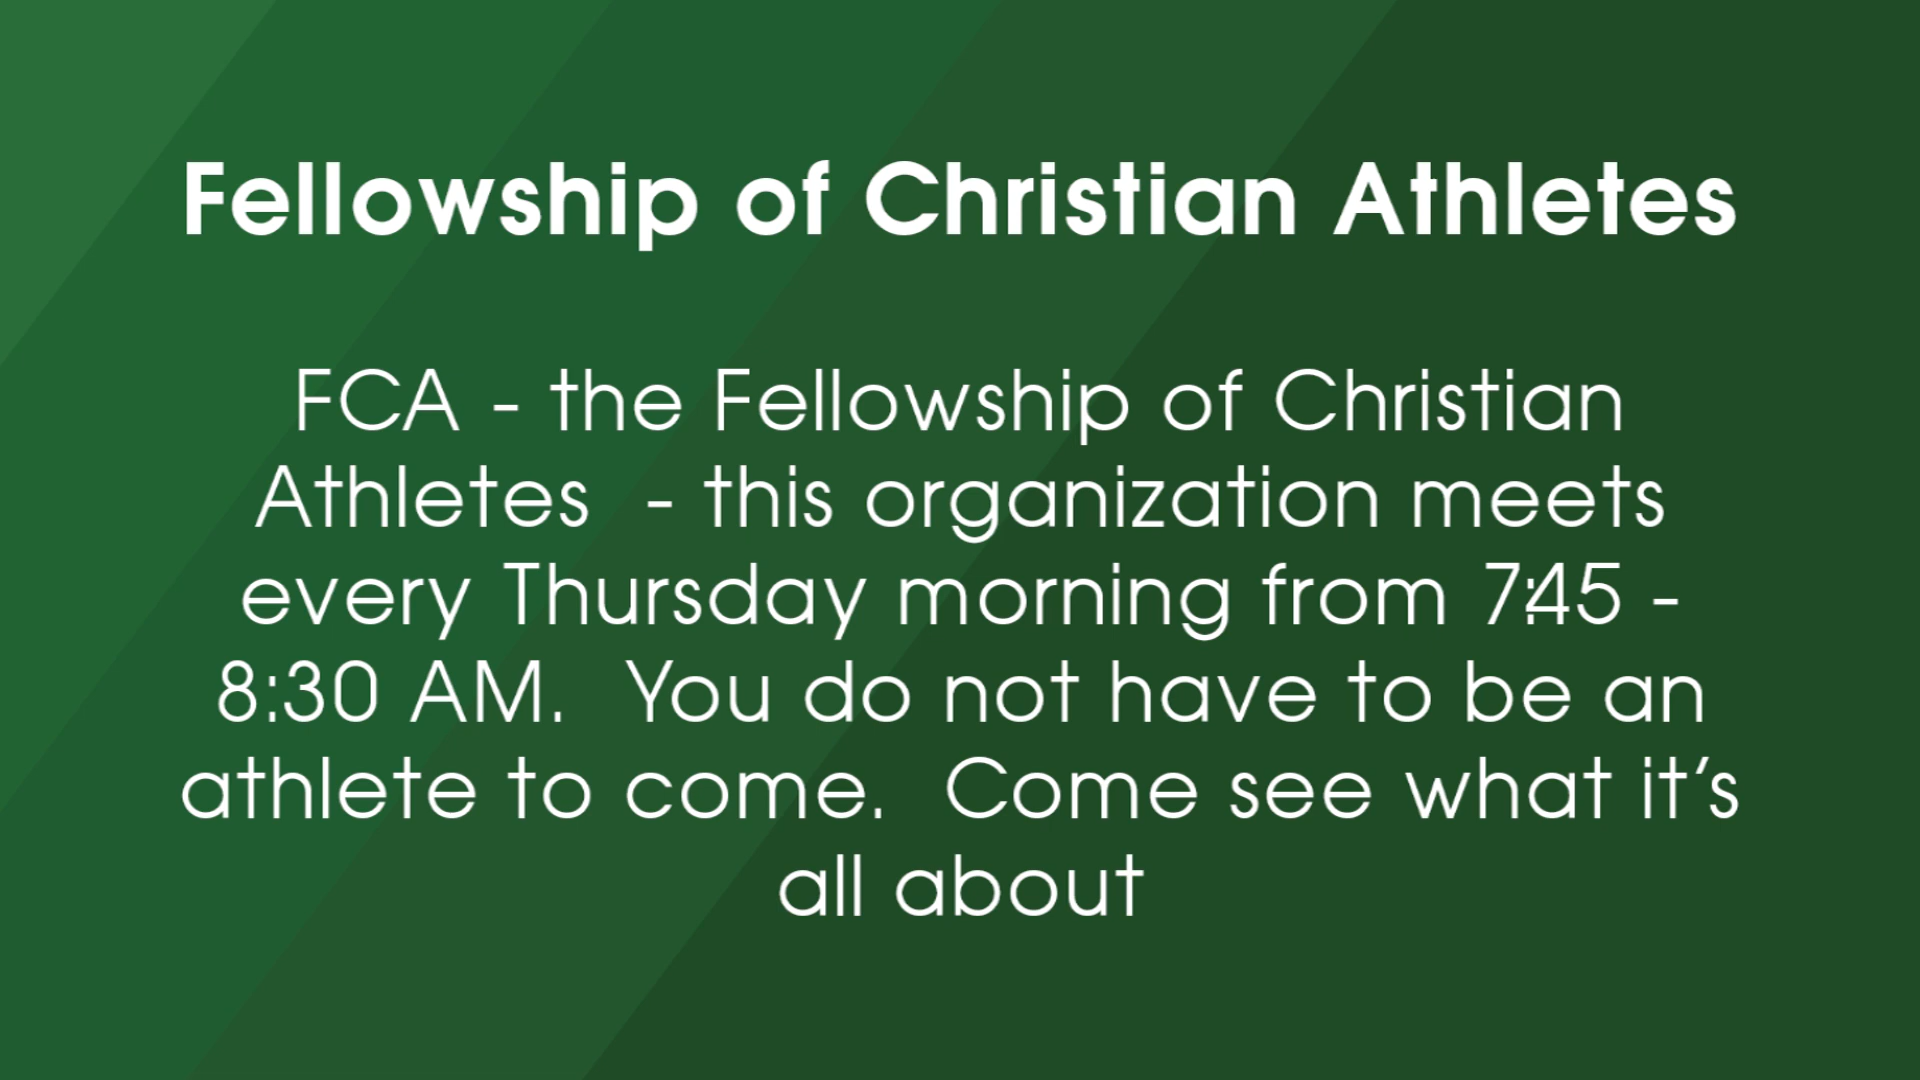 Fellowship of Christian Athletes
FCA - the Fellowship of Christian
Athletes  - this organization meets
every Thursday morning from 7:45 -
8:30 AM.  You do not have to be an
athlete to come.  Come see what it’s
all about